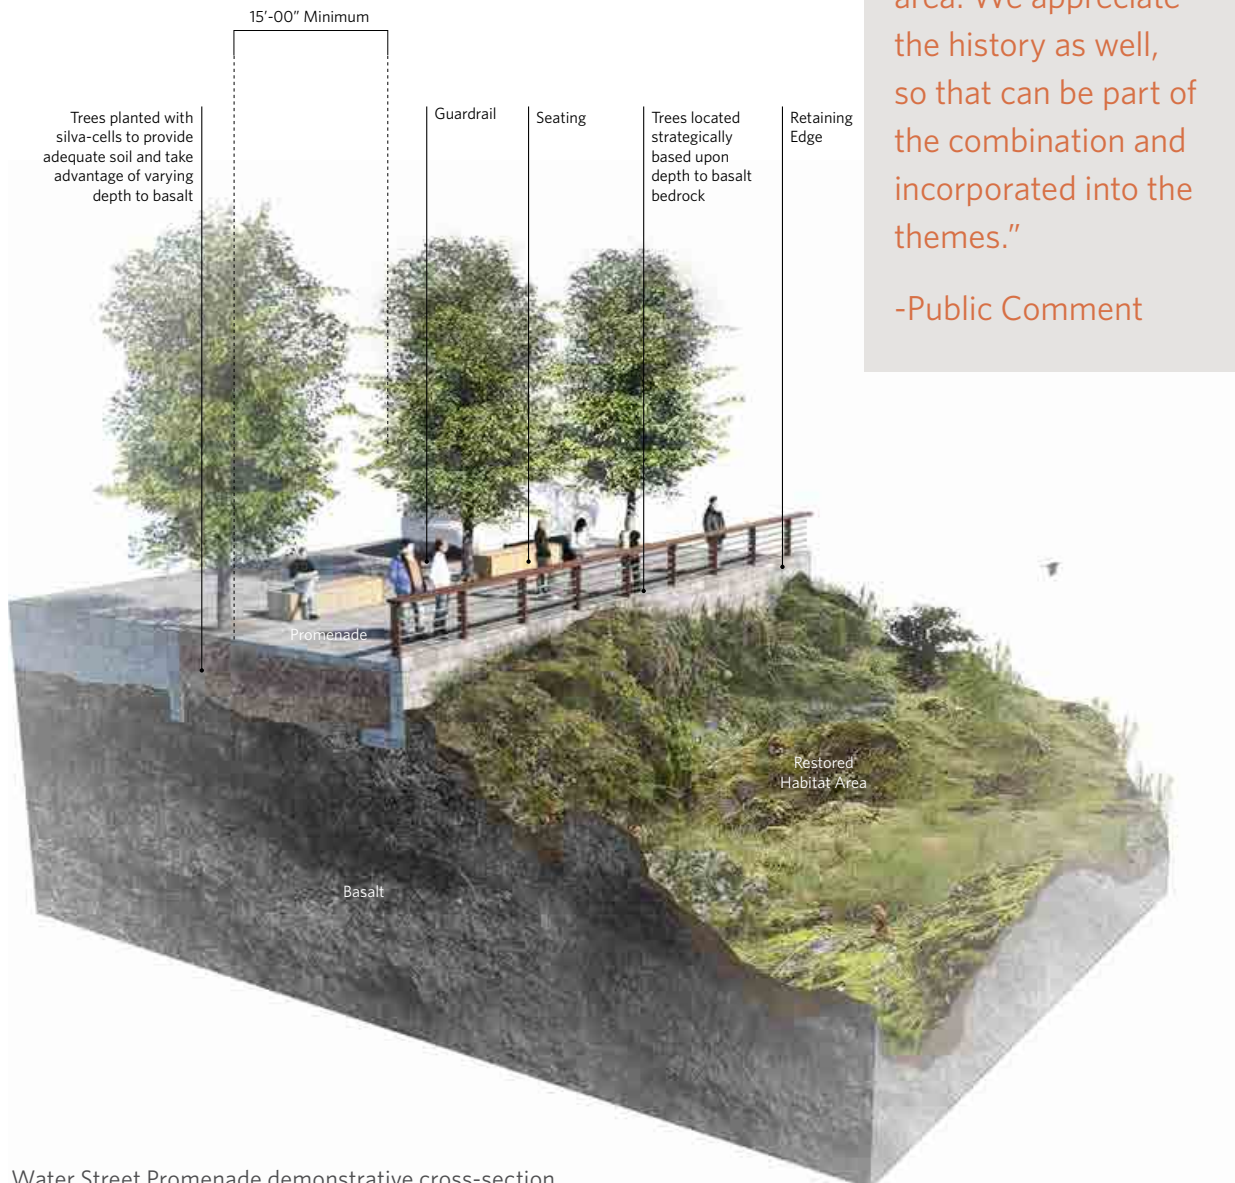 15'-00" Minimum
Trees planted with
silva-cells to provide
adequate soil and take
advantage of varying
depth to basalt
Guardrail
Seating
Trees located
strategically
based upon
depth to basalt
bedrock
Retaining
Edge
area. We appreciate
the history as well,
so that can be part of
the combination and
incorporated into the
themes.”
-Public Comment
Promenade
Restored
Habitat Area
Basalt
Water Street Promenade demonstrative cross-section